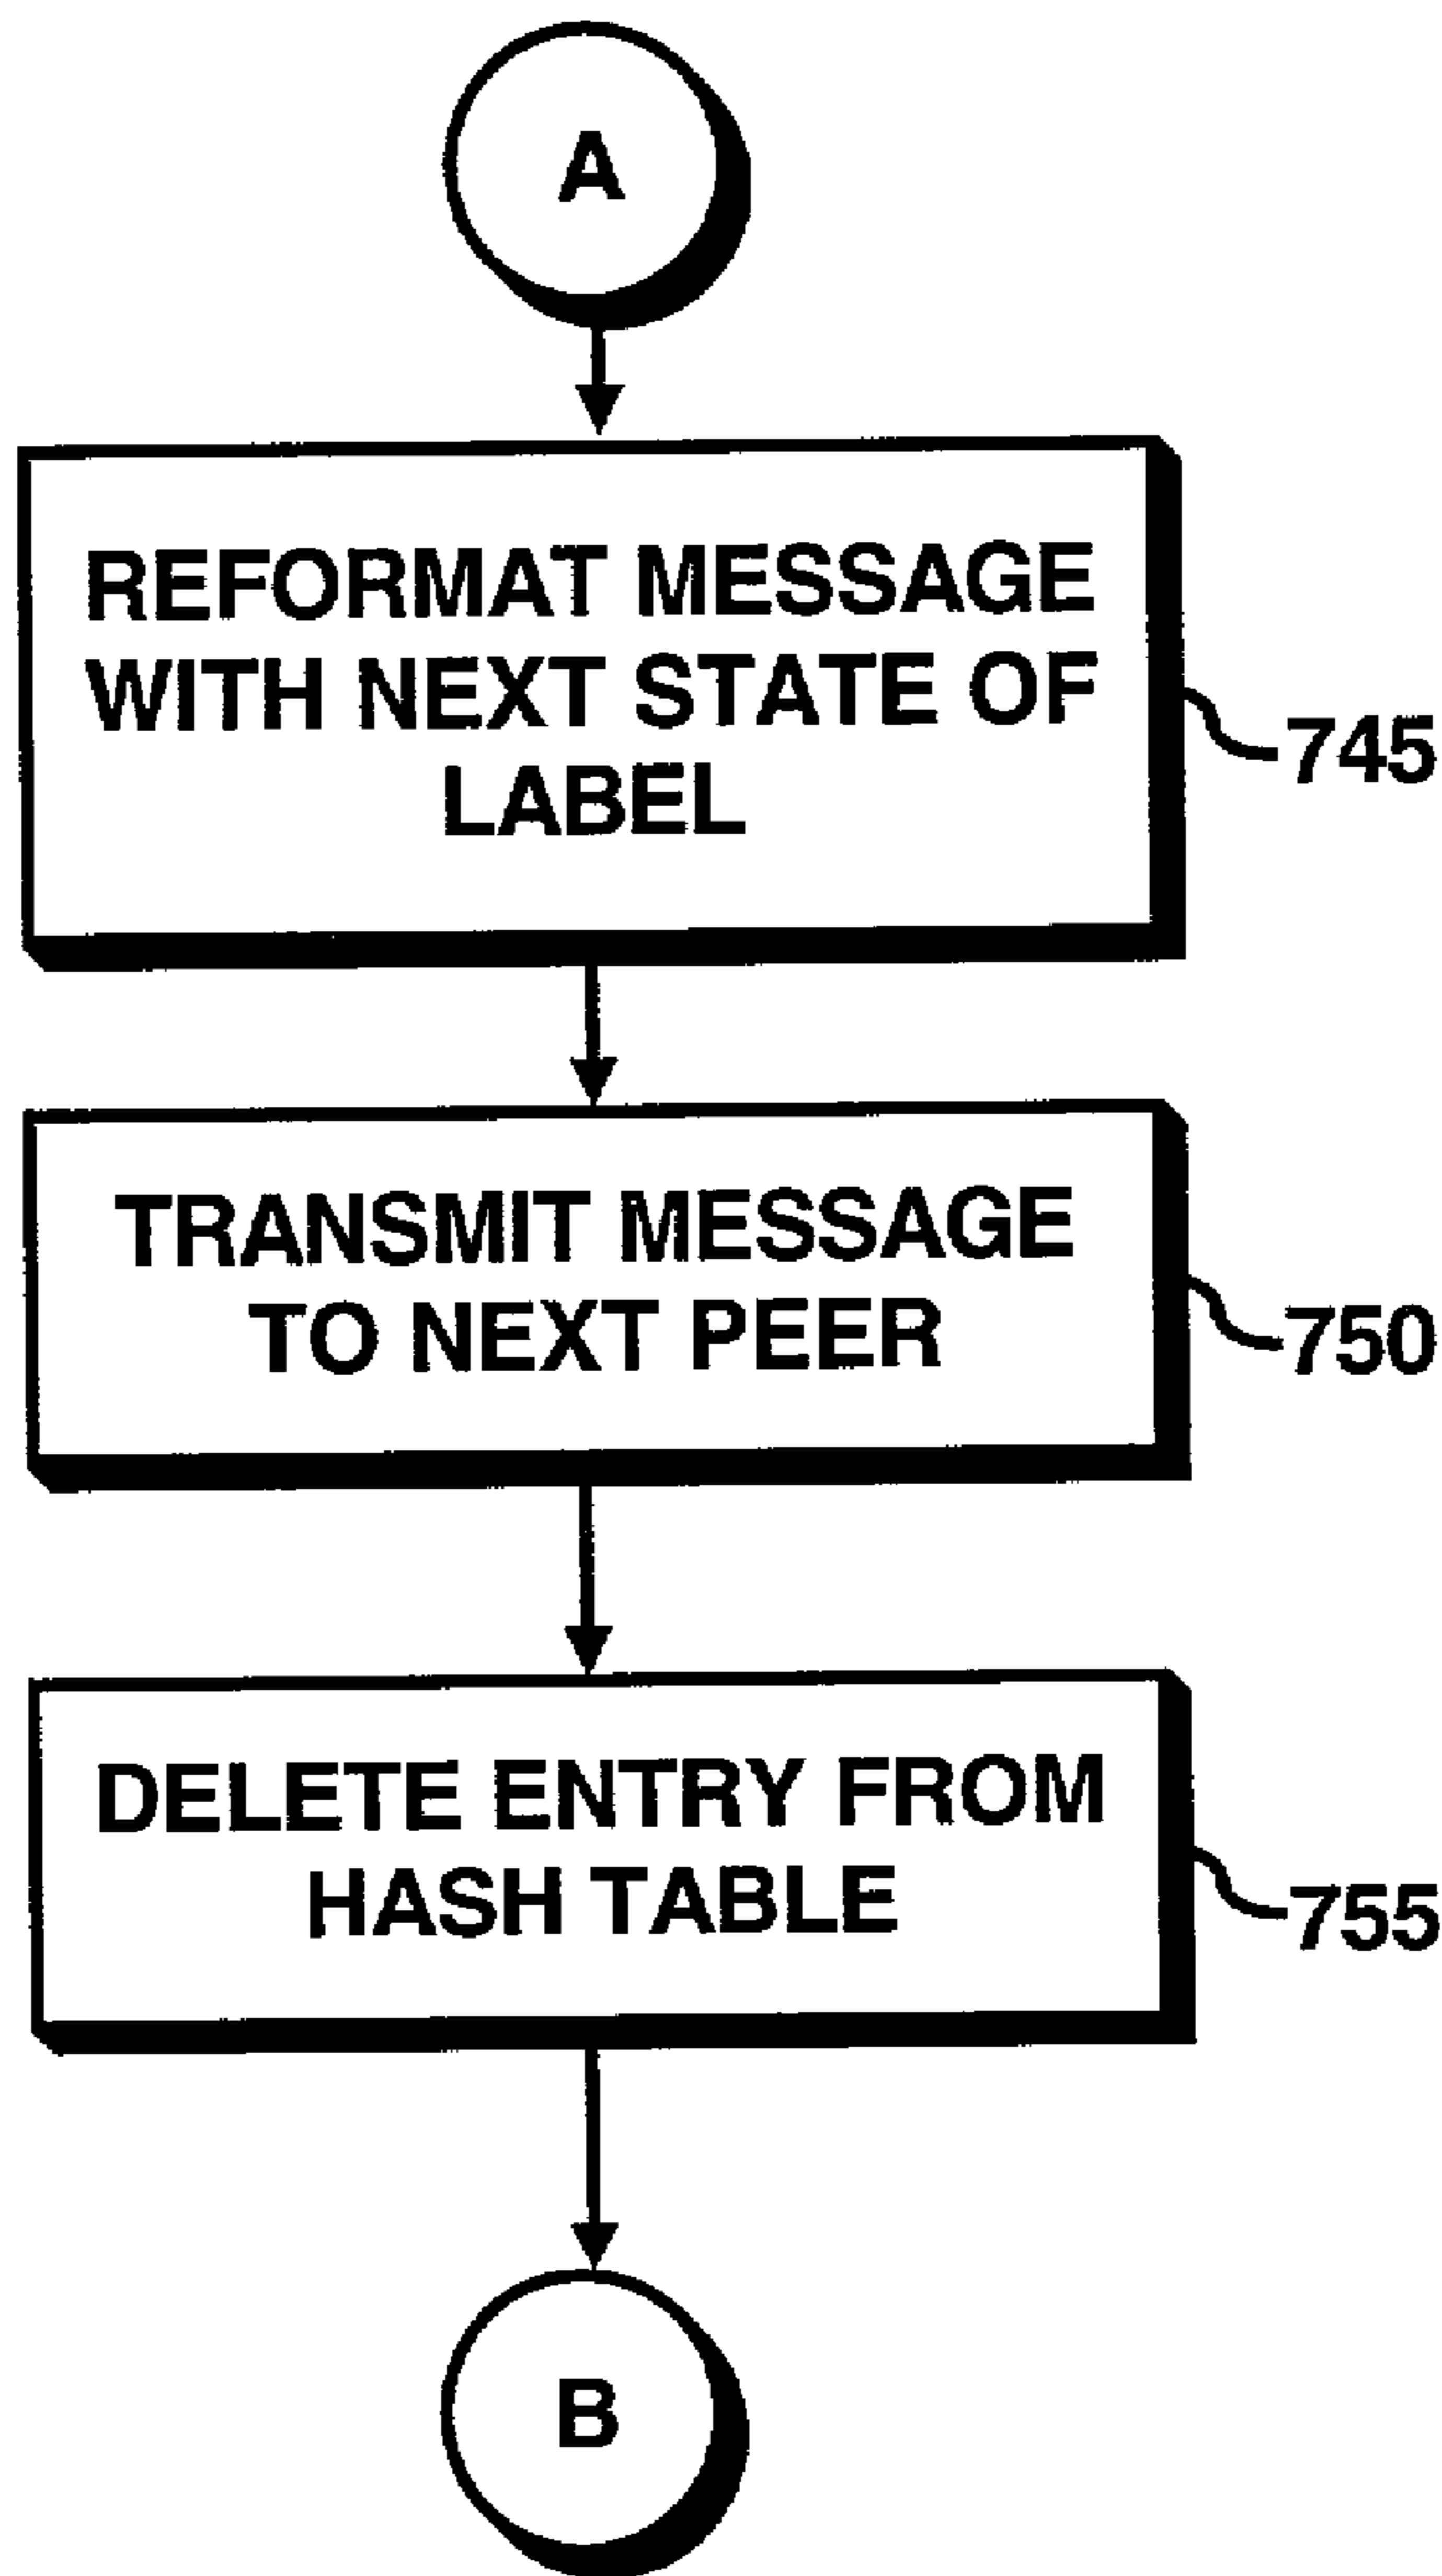 A
REFORMAT MESSAGE
WITH NEXT STATE OF
LABEL
745
TRANSMIT MESSAGE
TO NEXT PEER
750
DELETE ENTRY FROM
HASH TABLE
755
B